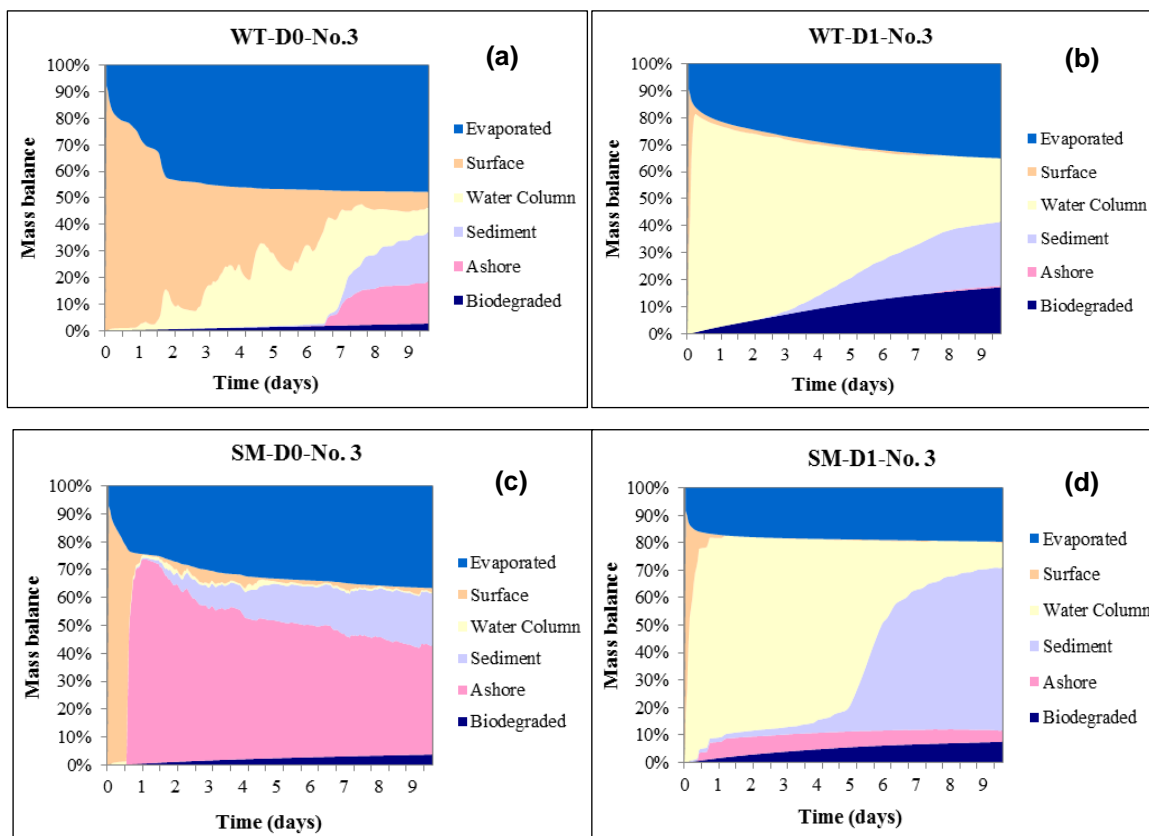 WT-D0-No.3
(a)
Mass balance
100%
90%
80%
70%
60%
50%
40%
30%
20%
10%
0%
0 1 2 3 4 5 6 7 8 9
Time (days)
Evaporated
Surface
Water Column
Sediment
Ashore
Biodegraded
WT-D1-No.3
(b)
Mass balance
100%
90%
80%
70%
60%
50%
40%
30%
20%
10%
0%
0 1 2 3 4 5 6 7 8 9
Time (days)
Evaporated
Surface
Water Column
Sediment
Ashore
Biodegraded
SM-D0-No. 3
(c)
Mass balance
100%
90%
80%
70%
60%
50%
40%
30%
20%
10%
0%
0 1 2 3 4 5 6 7 8 9
Time (days)
Evaporated
Surface
Water Column
Sediment
Ashore
Biodegraded
SM-D1-No. 3
(d)
Mass balance
100%
90%
80%
70%
60%
50%
40%
30%
20%
10%
0%
0 1 2 3 4 5 6 7 8 9
Time (days)
Evaporated
Surface
Water Column
Sediment
Ashore
Biodegraded